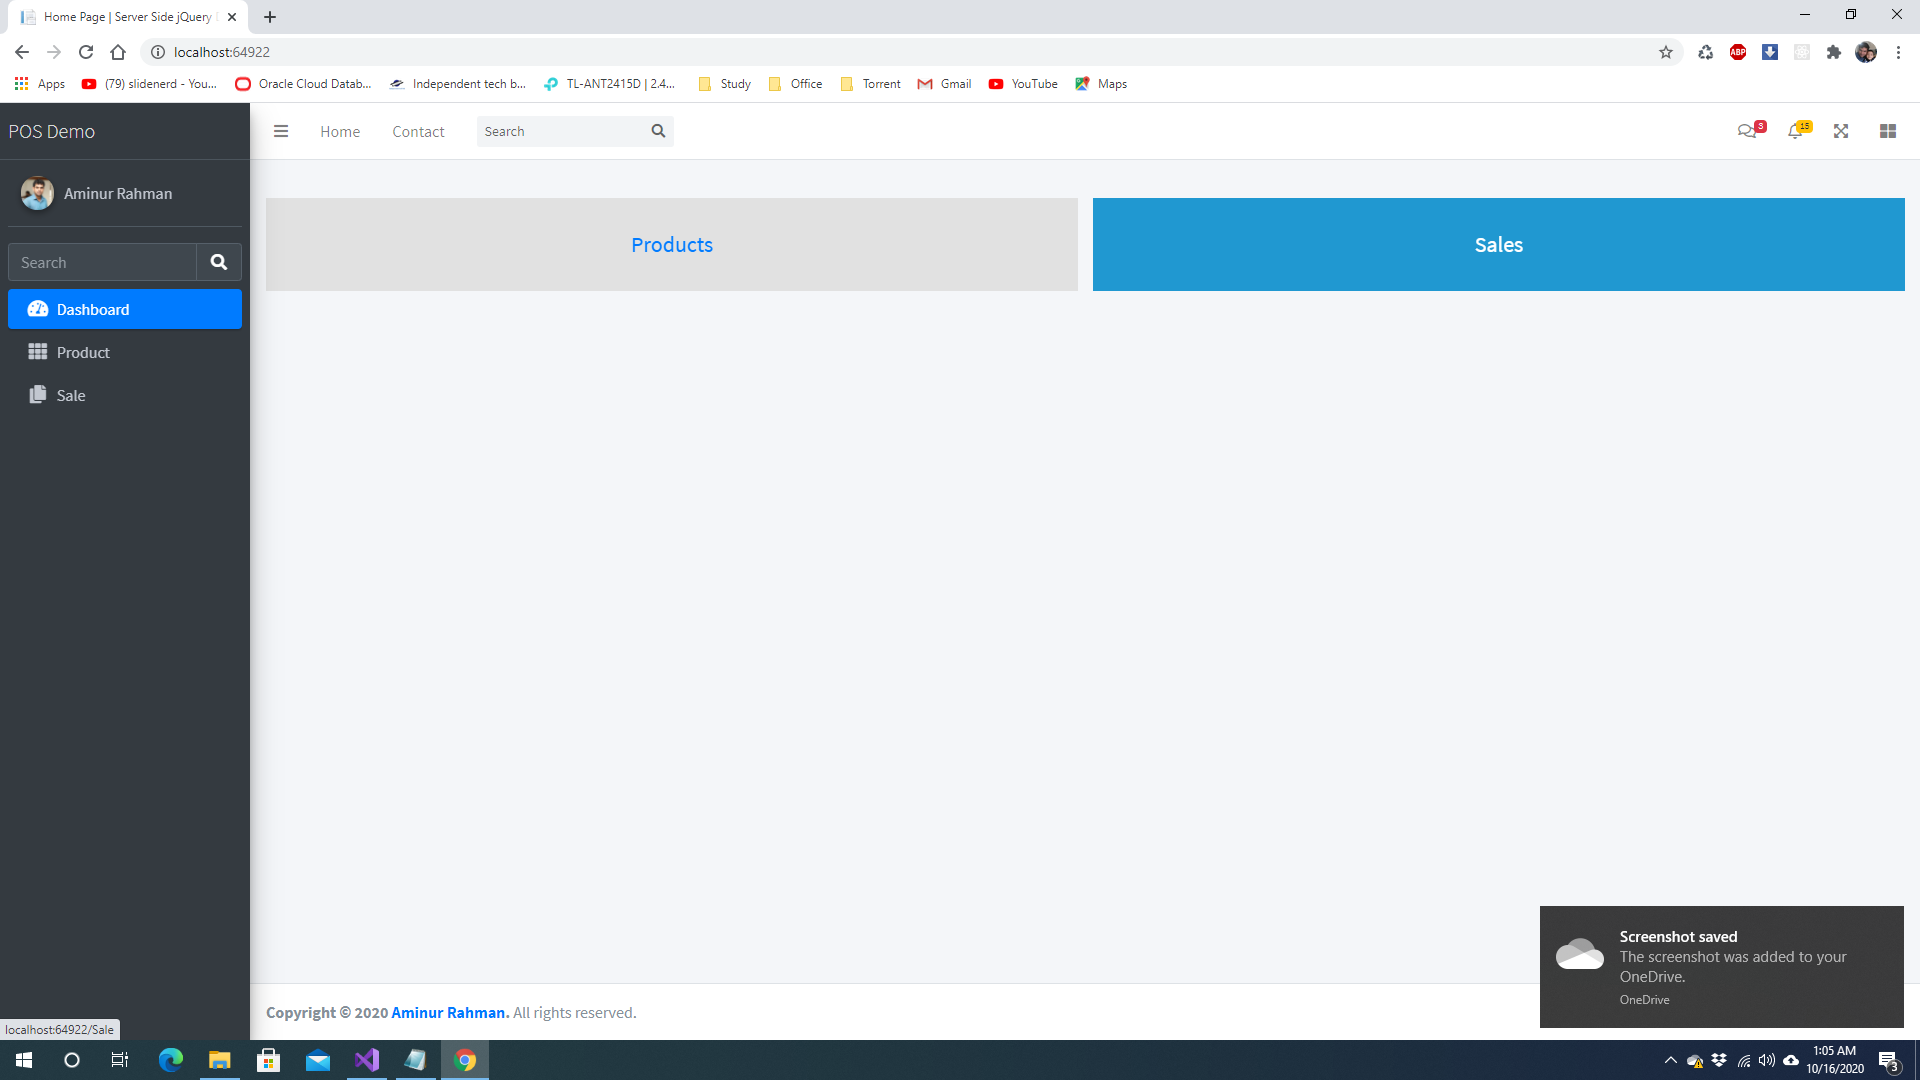 Home Page | Server Side jQuery
localhost:64922
Apps
(79) slidenerd - You...
Oracle Cloud Datab...
Independent tech b...
TL-ANT2415D | 2.4...
Study
Office
Torrent
Gmail
YouTube
Maps
POS Demo
Home
Contact
Search
3
15
Aminur Rahman
Search
Dashboard
Product
Sale
Products
Sales
Screenshot saved
The screenshot was added to your
OneDrive.
OneDrive
Copyright © 2020 Aminur Rahman. All rights reserved.
localhost:64922/Sale
1:05 AM
10/16/2020
3
ABP